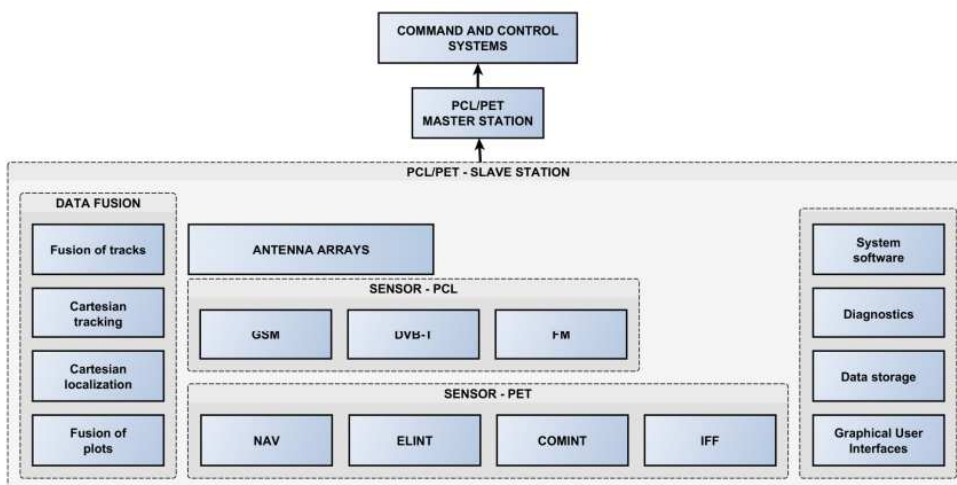 COMMAND AND CONTROL
SYSTEMS
PCL/PET
MASTER STATION
PCL/PET - SLAVE STATION
DATA FUSION
Fusion of tracks
Cartesian
tracking
Cartesian
localization
Fusion of
plots
ANTENNA ARRAYS
SENSOR - PCL
GSM
DVB-T
FM
SENSOR - PET
NAV
ELINT
COMINT
IFF
System
software
Diagnostics
Data storage
Graphical User
Interfaces